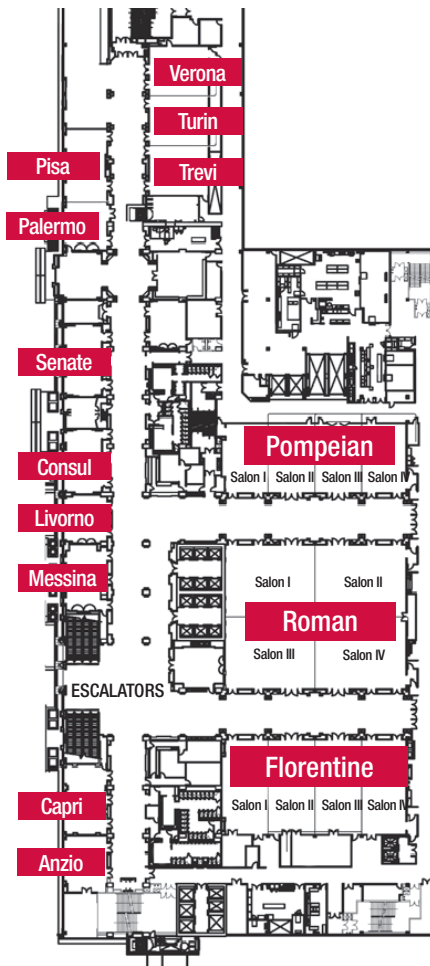 Verona
Turin
Pisa
Trevi
Palermo
Senate
Pompeian
Consul
Salon I Salon II Salon III Salon IV
Livorno
Messina
Salon I Salon II
Roman
Salon III Salon IV
ESCALATORS
Florentine
Capri
Salon I Salon II Salon III Salon IV
Anzio